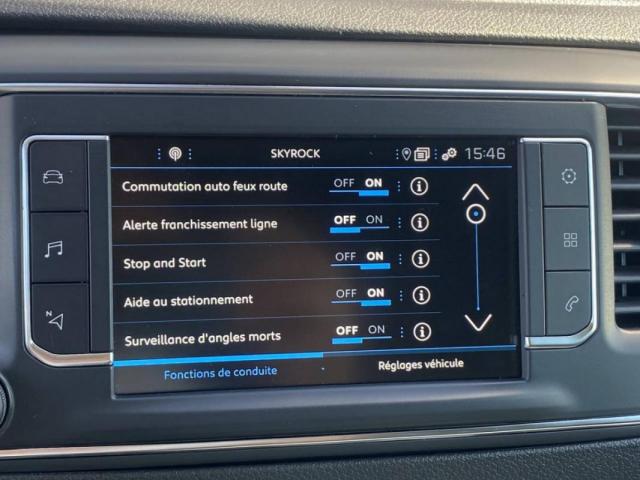 SKYROCK 15:46
Commutation auto feux route OFF ON i
Alerte franchissement ligne OFF ON i
Stop and Start OFF ON i
Aide au stationnement OFF ON i
Surveillance d'angles morts OFF ON i
Fonctions de conduite Réglages véhicule
N